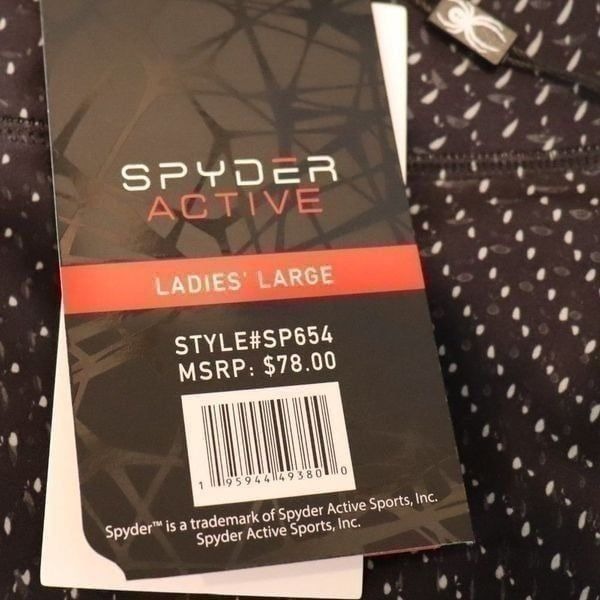 SPYDER
ACTIVE
LADIES' LARGE
STYLE#SP654
MSRP: $78.00
1 95944 49380 0
Spyder™ is a trademark of Spyder Active Sports, Inc.
Spyder Active Sports, Inc.